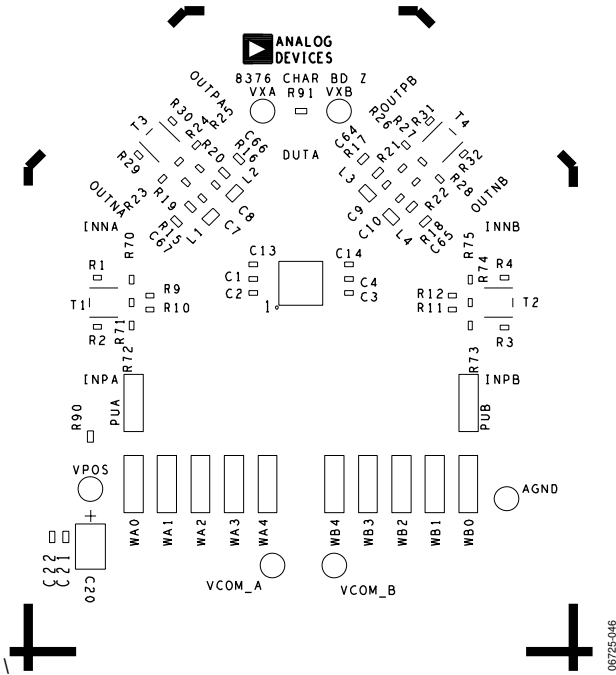 ANALOG
DEVICES
8376 CHAR BD Z
VXA R91 VXB
OUTPA
R25
R24
R30
T3
R20
R16
C66
R29
R23
R19
R15
C67
L1
L2
C7
C8
OUTNA
DUTA
C64
R17
ROUTPB
26
R27
R31
T4
R21
R32
R28
R22
R18
C65
L3
L4
C9
C10
OUTNB
INNA
R70
R1
T1
R2
R71
R72
R9
R10
C13
C1
C2
1
C14
C4
C3
INNB
R75
R74
R4
R12
R11
T2
R3
R73
INPA
PUA
INPB
PUB
R90
VPOS
AGND
+
C22
C21
C20
WA0 WA1 WA2 WA3 WA4 WB4 WB3 WB2 WB1 WB0
VCOM_A
VCOM_B
\
06725-046